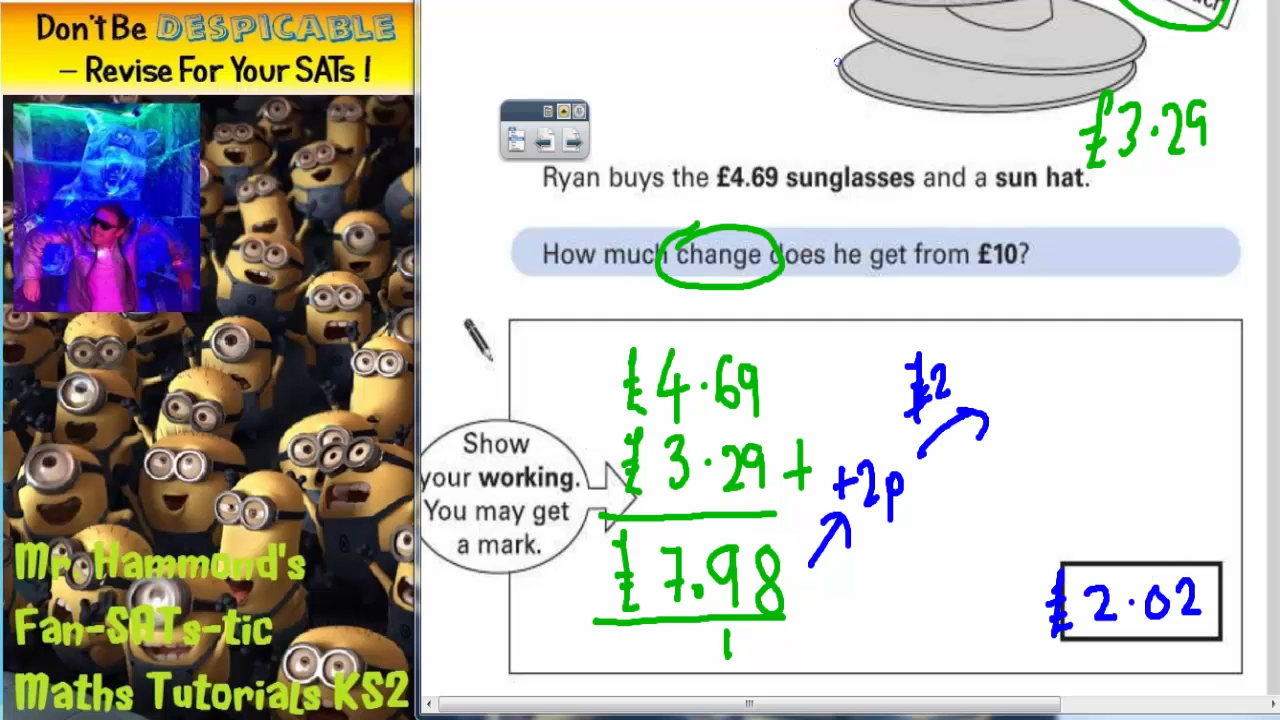 Don't Be DESPICABLE
– Revise For Your SATs !
£3.29
Ryan buys the £4.69 sunglasses and a sun hat.
How much change does he get from £10?
Show
your working.
You may get
a mark.
£4.69
£3.29 +
£7.98
1
+2p
£2
£2.02
Mr. Hammond's
Fan-SATs-tic
Maths Tutorials KS2